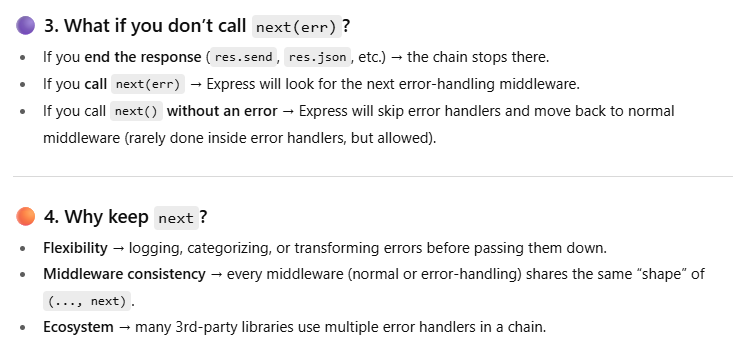 3. What if you don’t call next(err)?
If you end the response (res.send, res.json, etc.) → the chain stops there.
If you call next(err) → Express will look for the next error-handling middleware.
If you call next() without an error → Express will skip error handlers and move back to normal
middleware (rarely done inside error handlers, but allowed).
4. Why keep next?
Flexibility → logging, categorizing, or transforming errors before passing them down.
Middleware consistency → every middleware (normal or error-handling) shares the same “shape” of
(..., next).
Ecosystem → many 3rd-party libraries use multiple error handlers in a chain.